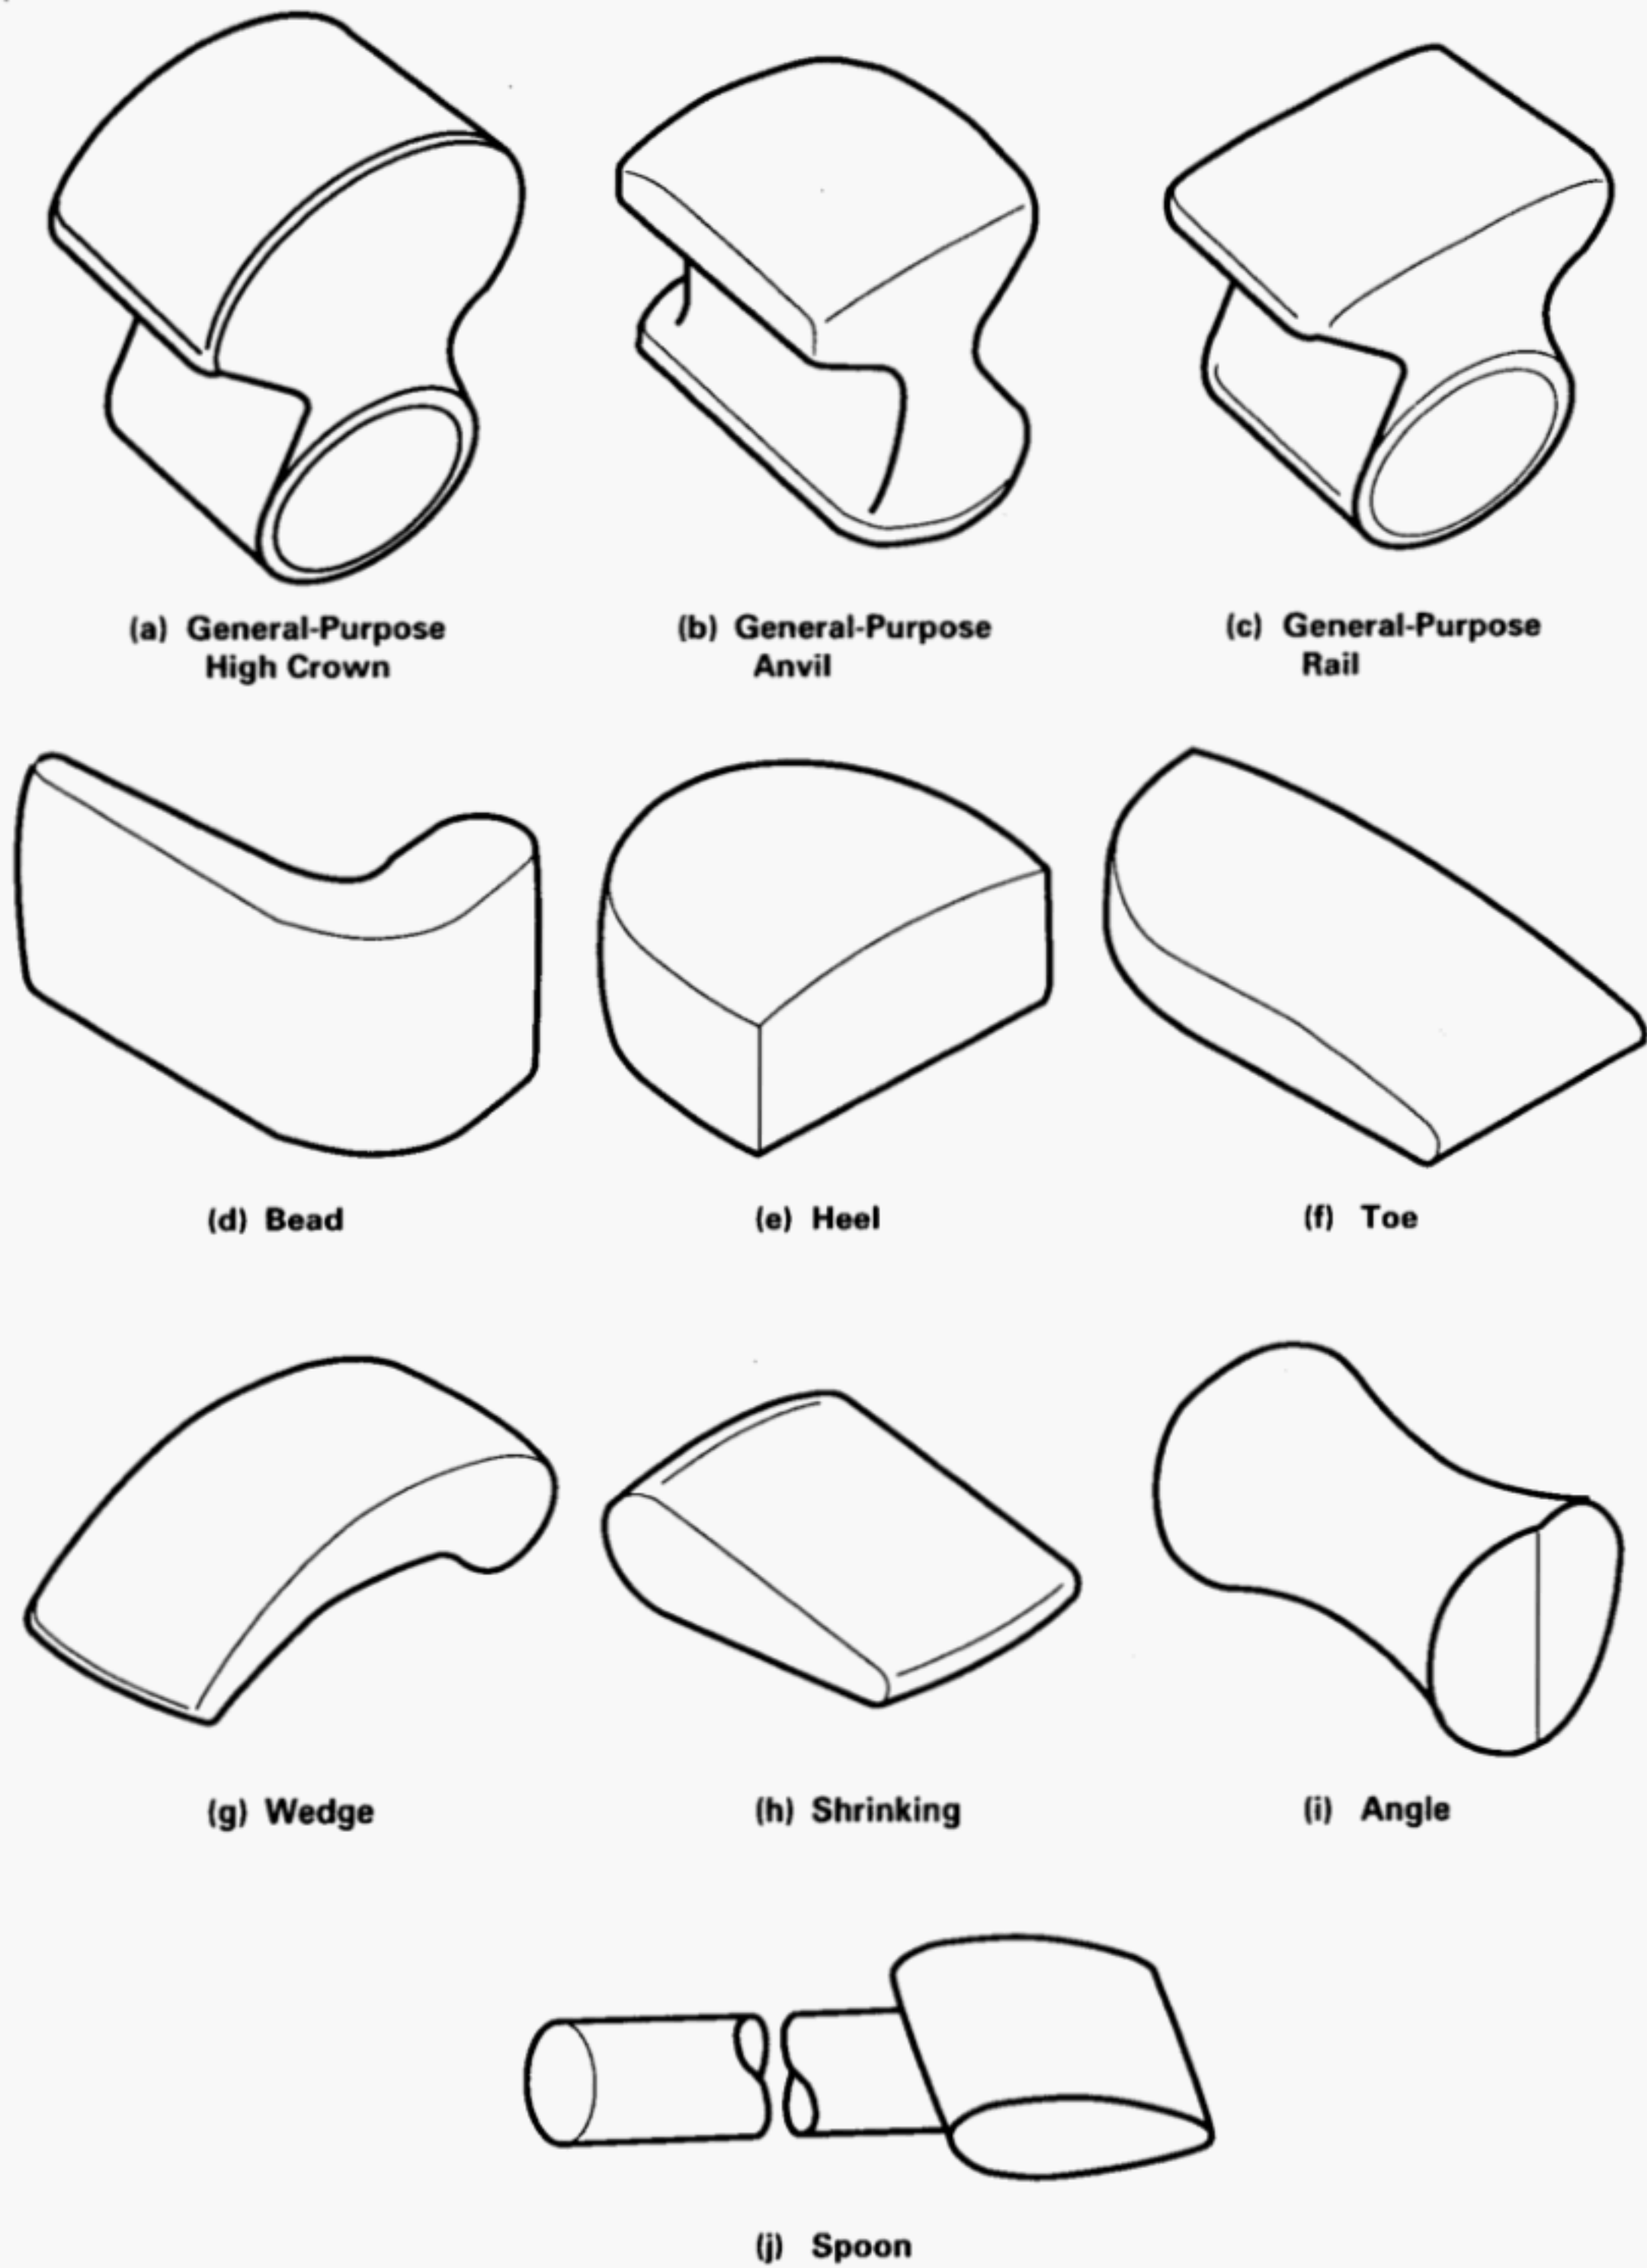 (a) General-Purpose
High Crown
(b) General-Purpose
Anvil
(c) General-Purpose
Rail
(d) Bead
(e) Heel
(f) Toe
(g) Wedge
(h) Shrinking
(i) Angle
(j) Spoon